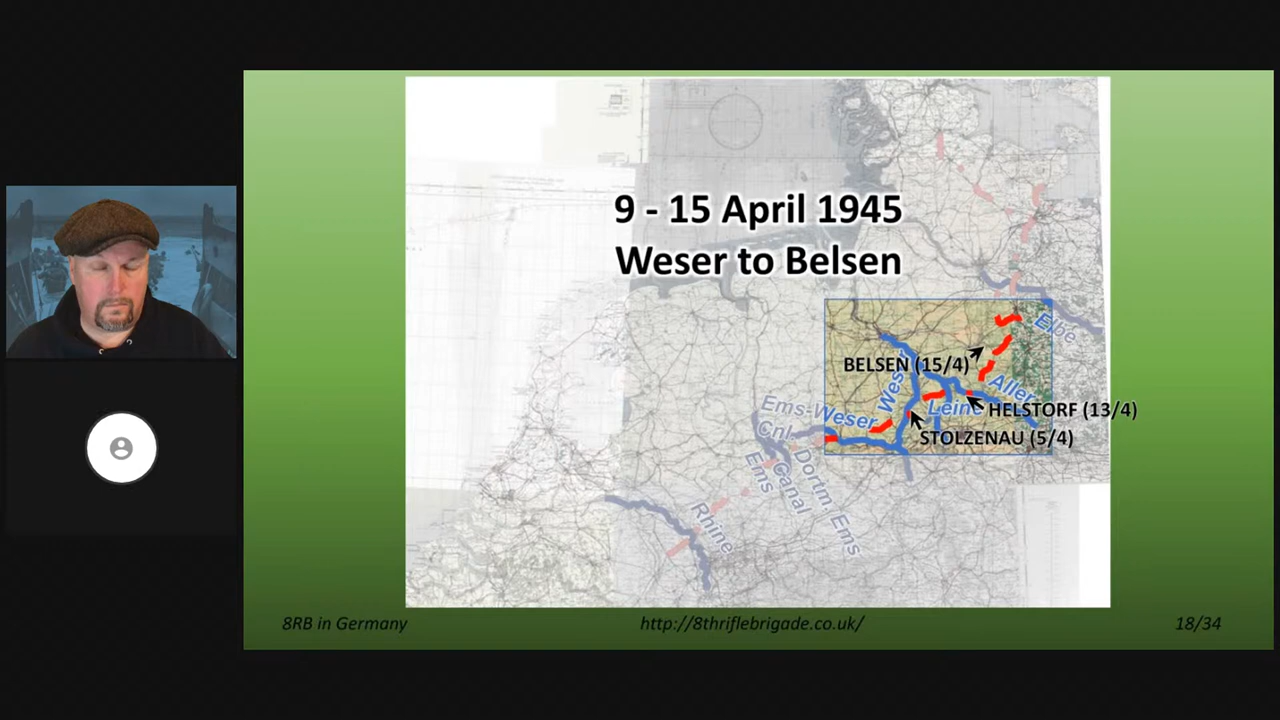 9 - 15 April 1945
Weser to Belsen
Elbe
BELSEN (15/4)
Weser
Aller
HELSTORF (13/4)
Leine
STOLZENAU (5/4)
Ems-Weser
Cnl
Ems
Dortm. Ems
Canal
Rhine
8RB in Germany
http://8thriflebrigade.co.uk/
18/34